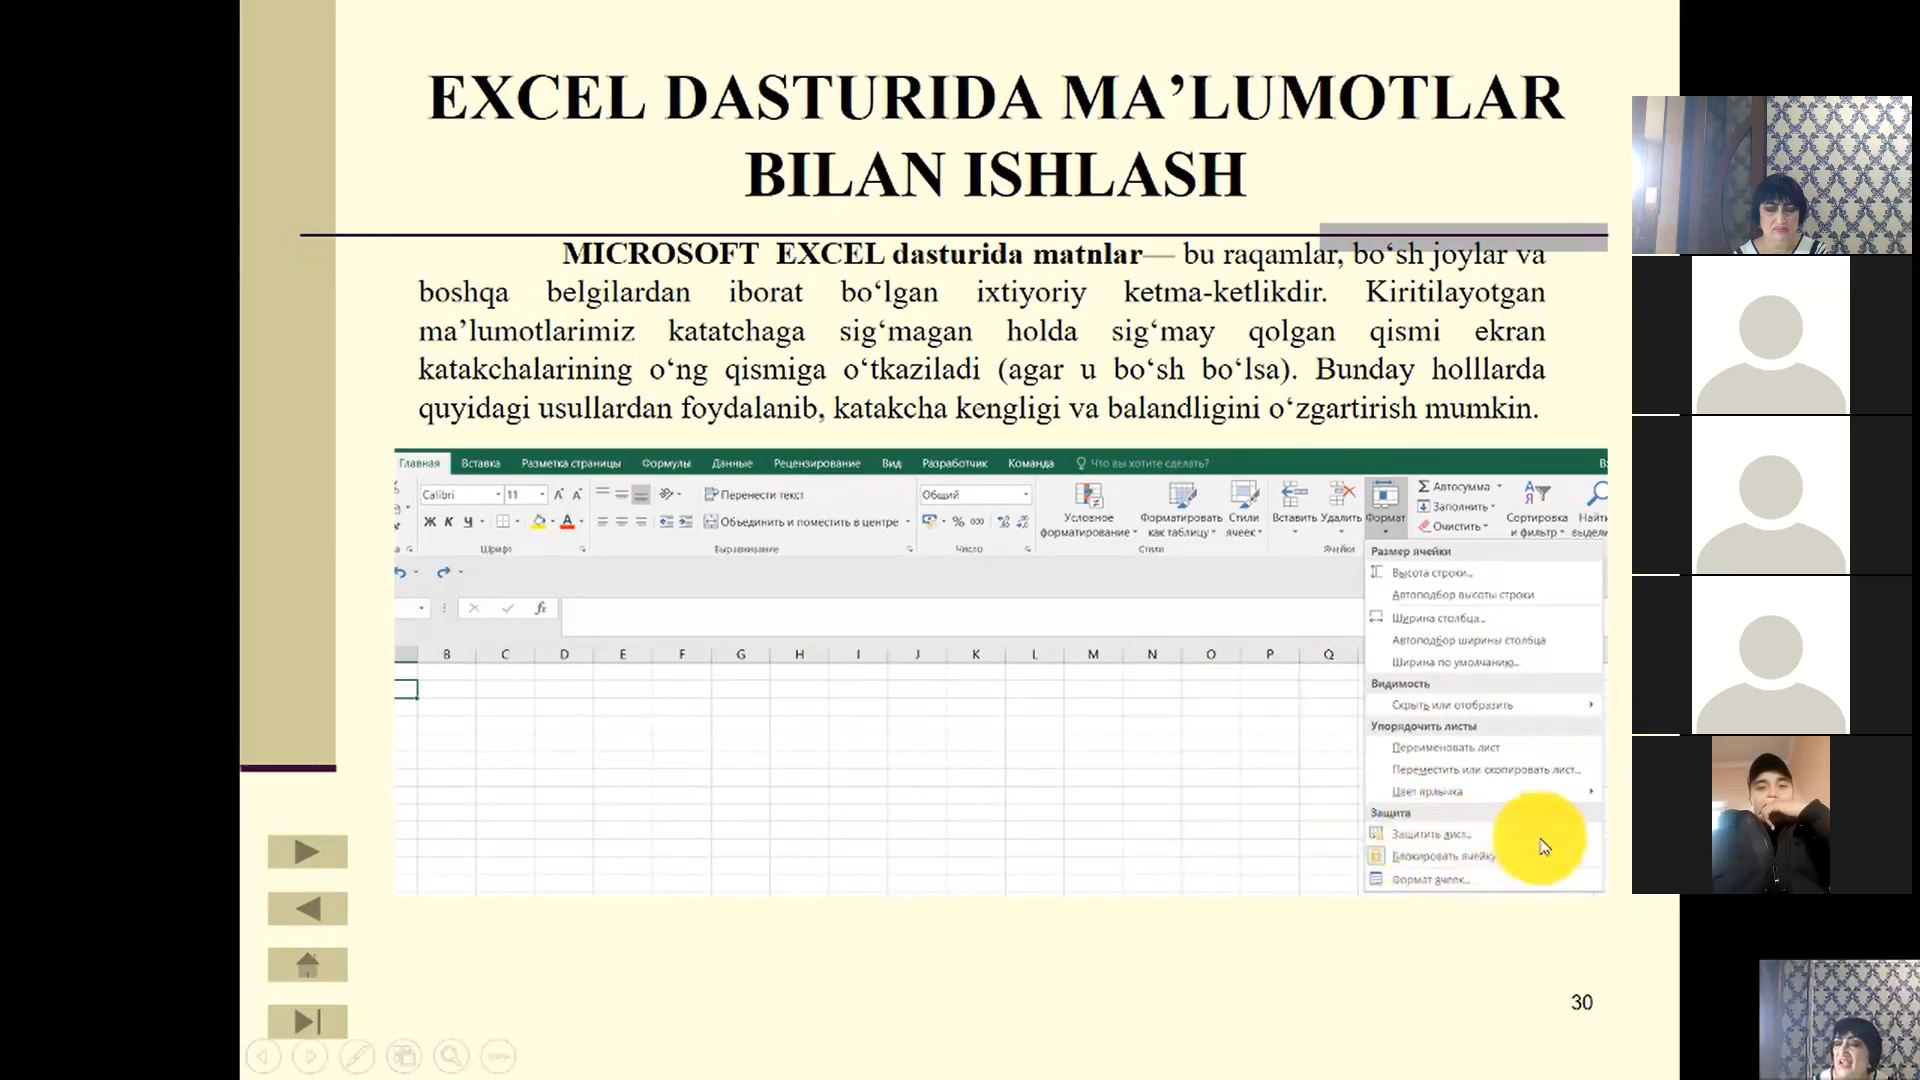 EXCEL DASTURIDA MA’LUMOTLAR
BILAN ISHLASH
MICROSOFT EXCEL dasturida matnlar— bu raqamlar, bo‘sh joylar va
boshqa belgilardan iborat bo‘lgan ixtiyoriy ketma-ketlikdir. Kiritilayotgan
ma’lumotlarimiz katatchaga sig‘magan holda sig‘may qolgan qismi ekran
katakchalarining o‘ng qismiga o‘tkaziladi (agar u bo‘sh bo‘lsa). Bunday holllarda
quyidagi usullardan foydalanib, katakcha kengligi va balandligini o‘zgartirish mumkin.
Главная Вставка Разметка страницы Формулы Данные Рецензирование Вид Разработчик Команда Что вы хотите сделать?
Calibri 11 Перенести текст Общий
Ж К Ч Объединить и поместить в центре % 000
Условное форматирование
Форматировать как таблицу
Стили ячеек
Вставить Удалить Формат
Автосумма
Заполнить
Очистить
Сортировка и фильтр
Найти
Шрифт Выравнивание Число Стили Ячейки
fx
B C D E F G H I J K L M N O P Q
Размер ячейки
Высота строки...
Автоподбор высоты строки
Ширина столбца...
Автоподбор ширины столбца
Ширина по умолчанию...
Видимость
Скрыть или отобразить
Упорядочить листы
Переименовать лист
Переместить или скопировать лист...
Цвет ярлычка
Защита
Защитить лист...
Блокировать ячейку
Формат ячеек...
30